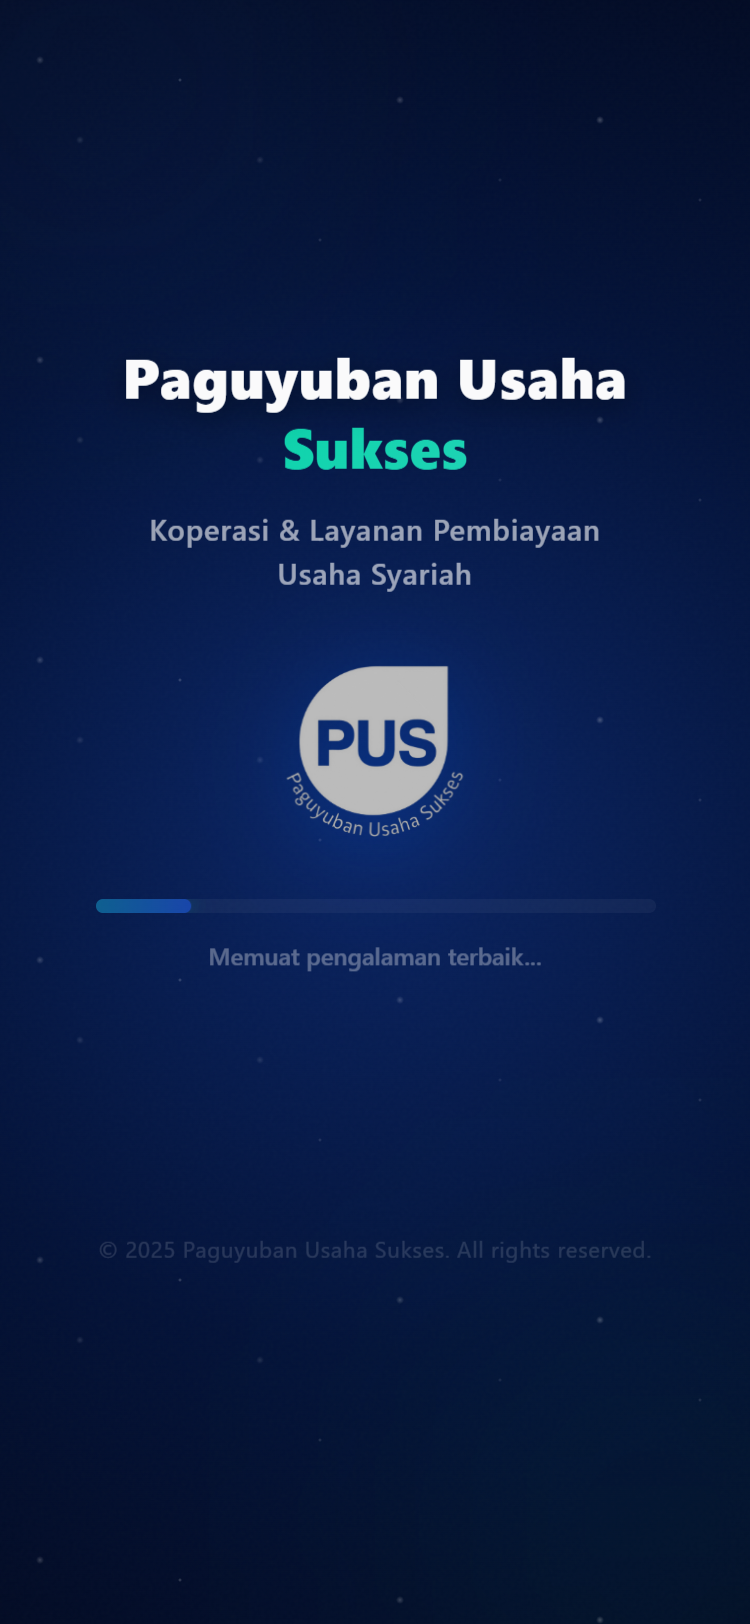 Paguyuban Usaha
Sukses
Koperasi & Layanan Pembiayaan
Usaha Syariah
PUS
Paguyuban Usaha Sukses
Memuat pengalaman terbaik...
© 2025 Paguyuban Usaha Sukses. All rights reserved.